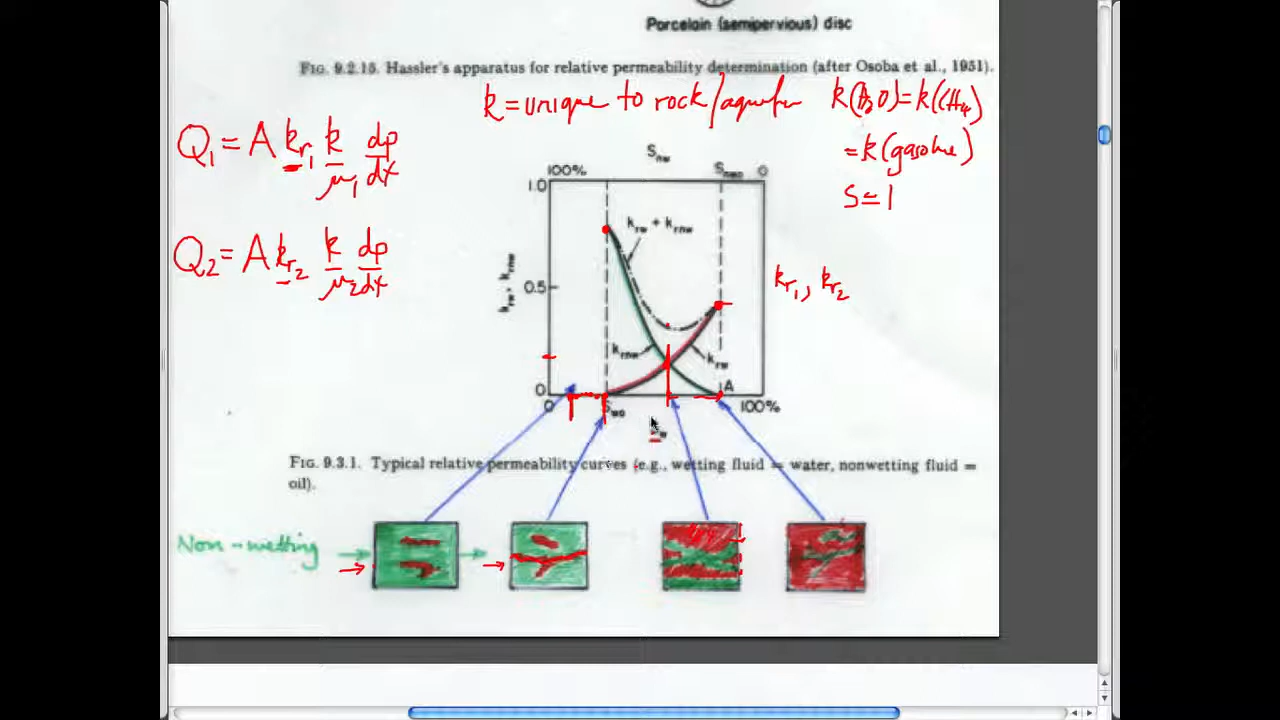 Porcelain (semipervious) disc
FIG. 9.2.15. Hassler's apparatus for relative permeability determination (after Osoba et al., 1951).
k = unique to rock/aquifer
k(H₂O) = k(CH₄)
= k(gasoline)
S = 1
Q₁ = A kr₁ k/μ₁ dp/dx
Q₂ = A kr₂ k/μ₂ dp/dx
Snw
100% Snwo 0
1.0
krw + krnw
krw, krnw
0.5
kr₁, kr₂
krnw krw
0 A
0 Swo 100%
Sw
FIG. 9.3.1. Typical relative permeability curves (e.g., wetting fluid = water, nonwetting fluid =
oil).
Non-wetting